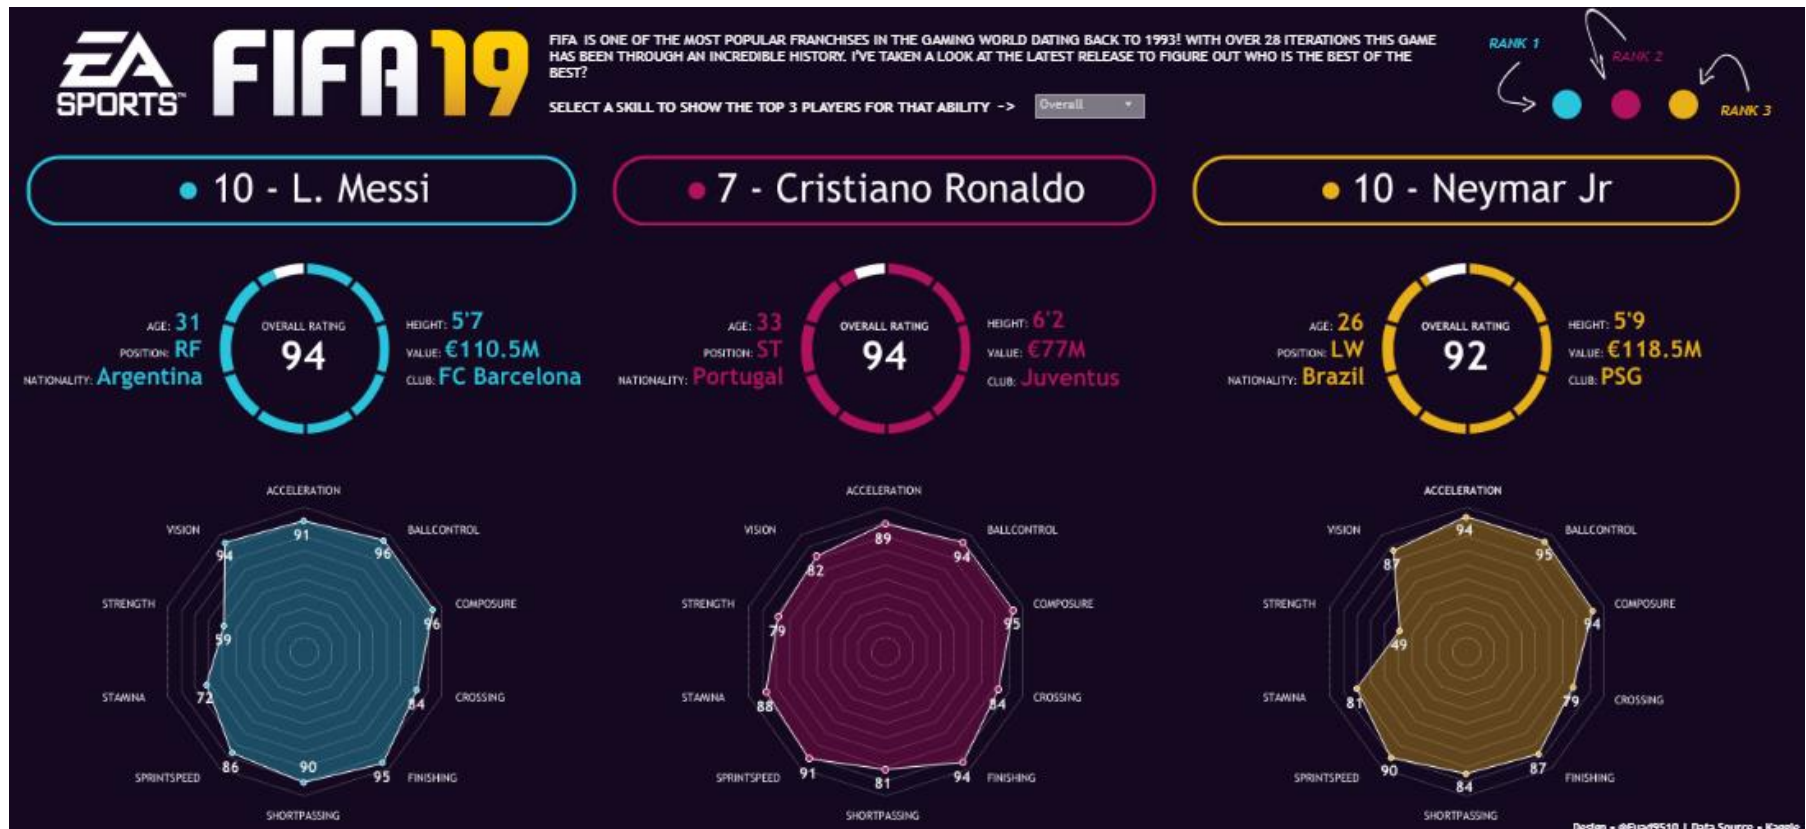 EA
SPORTS™
FIFA 19
FIFA IS ONE OF THE MOST POPULAR FRANCHISES IN THE GAMING WORLD DATING BACK TO 1993! WITH OVER 28 ITERATIONS THIS GAME
HAS BEEN THROUGH AN INCREDIBLE HISTORY. I'VE TAKEN A LOOK AT THE LATEST RELEASE TO FIGURE OUT WHO IS THE BEST OF THE
BEST?
SELECT A SKILL TO SHOW THE TOP 3 PLAYERS FOR THAT ABILITY -> Overall
RANK 1
RANK 2
RANK 3
10 - L. Messi
AGE: 31
POSITION: RF
NATIONALITY: Argentina
OVERALL RATING
94
HEIGHT: 5'7
VALUE: €110.5M
CLUB: FC Barcelona
ACCELERATION
91
BALLCONTROL
96
COMPOSURE
96
CROSSING
84
FINISHING
95
SHORTPASSING
90
SPRINTSPEED
86
STAMINA
72
STRENGTH
59
VISION
94
7 - Cristiano Ronaldo
AGE: 33
POSITION: ST
NATIONALITY: Portugal
OVERALL RATING
94
HEIGHT: 6'2
VALUE: €77M
CLUB: Juventus
ACCELERATION
89
BALLCONTROL
94
COMPOSURE
95
CROSSING
84
FINISHING
94
SHORTPASSING
81
SPRINTSPEED
91
STAMINA
88
STRENGTH
79
VISION
82
10 - Neymar Jr
AGE: 26
POSITION: LW
NATIONALITY: Brazil
OVERALL RATING
92
HEIGHT: 5'9
VALUE: €118.5M
CLUB: PSG
ACCELERATION
94
BALLCONTROL
95
COMPOSURE
94
CROSSING
79
FINISHING
87
SHORTPASSING
84
SPRINTSPEED
90
STAMINA
81
STRENGTH
49
VISION
87
Design - @Fuad9510 | Data Source - Kaggle